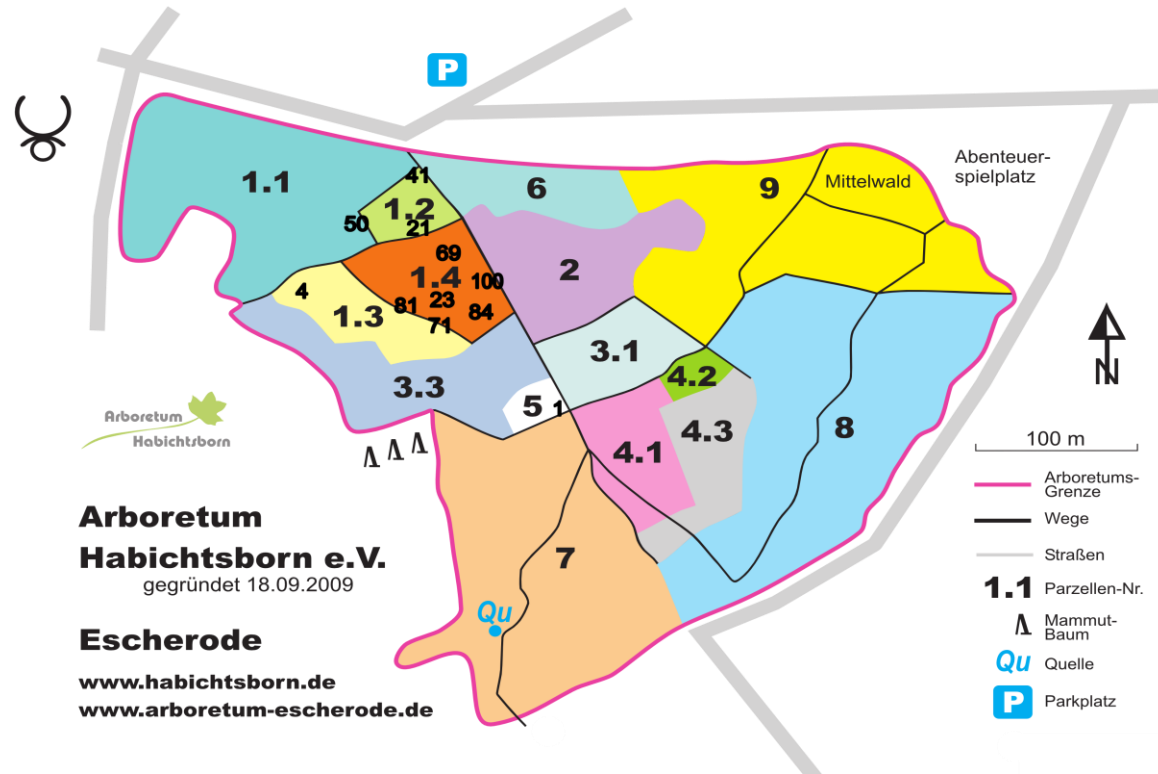 P
Abenteuer-
spielplatz
1.1
41
6
9
Mittelwald
1.2
50
21
69
2
1.4
100
4
81
23
84
1.3
71
3.1
3.3
4.2
5
1
4.3
8
4.1
N
Arboretum
Habichtsborn
100 m
Arboretums-
Grenze
Wege
Straßen
1.1 Parzellen-Nr.
Mammut-
Baum
Qu Quelle
P Parkplatz
7
Qu
Arboretum
Habichtsborn e.V.
gegründet 18.09.2009
Escherode
www.habichtsborn.de
www.arboretum-escherode.de